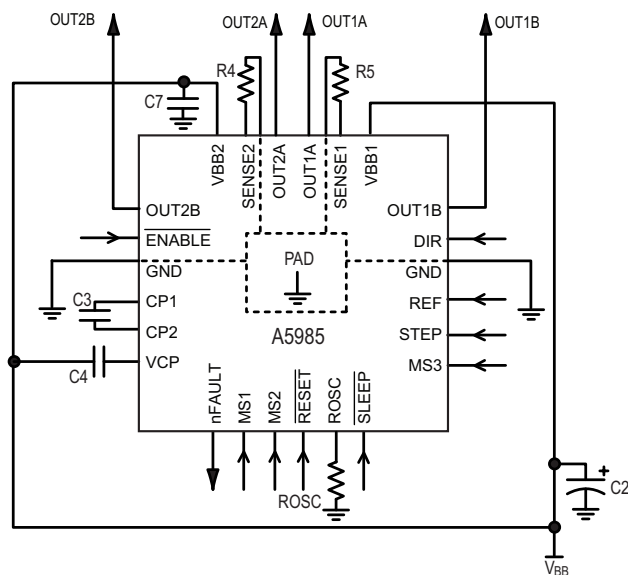 OUT2B
OUT2A
OUT1A
OUT1B
R4
R5
C7
VBB2
SENSE2
OUT2A
OUT1A
SENSE1
VBB1
OUT2B
OUT1B
ENABLE
DIR
GND
PAD
GND
CP1
REF
C3
CP2
A5985
STEP
VCP
MS3
C4
nFAULT
MS1
MS2
RESET
ROSC
SLEEP
ROSC
+
C2
VBB